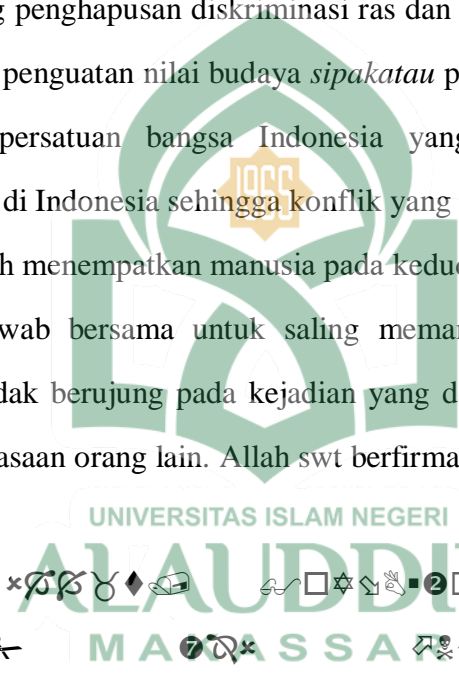 g penghapusan diskriminasi ras dan
penguatan nilai budaya sipakatau p
persatuan bangsa Indonesia yang
di Indonesia sehingga konflik yang
h menempatkan manusia pada keduc
wab bersama untuk saling memar
dak berujung pada kejadian yang d
asaan orang lain. Allah swt berfirma
1965
UNIVERSITAS ISLAM NEGERI
ALAUDDI
MAKASSAR